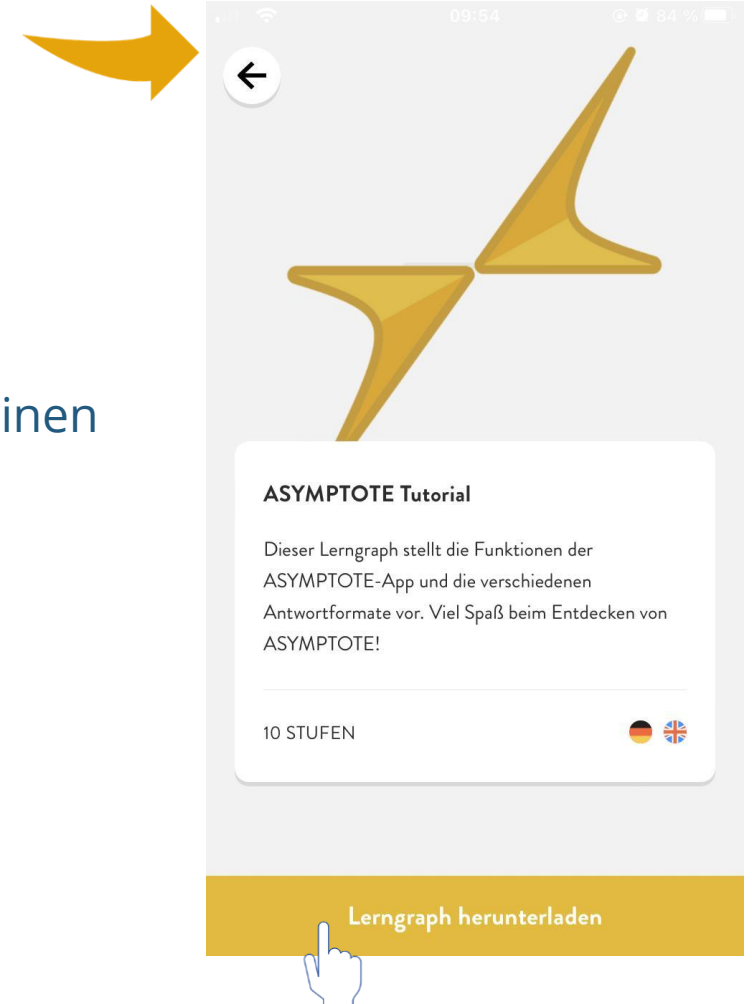 09:54
84 %
inen
ASYMPTOTE Tutorial
Dieser Lerngraph stellt die Funktionen der
ASYMPTOTE-App und die verschiedenen
Antwortformate vor. Viel Spaß beim Entdecken von
ASYMPTOTE!
10 STUFEN
Lerngraph herunterladen